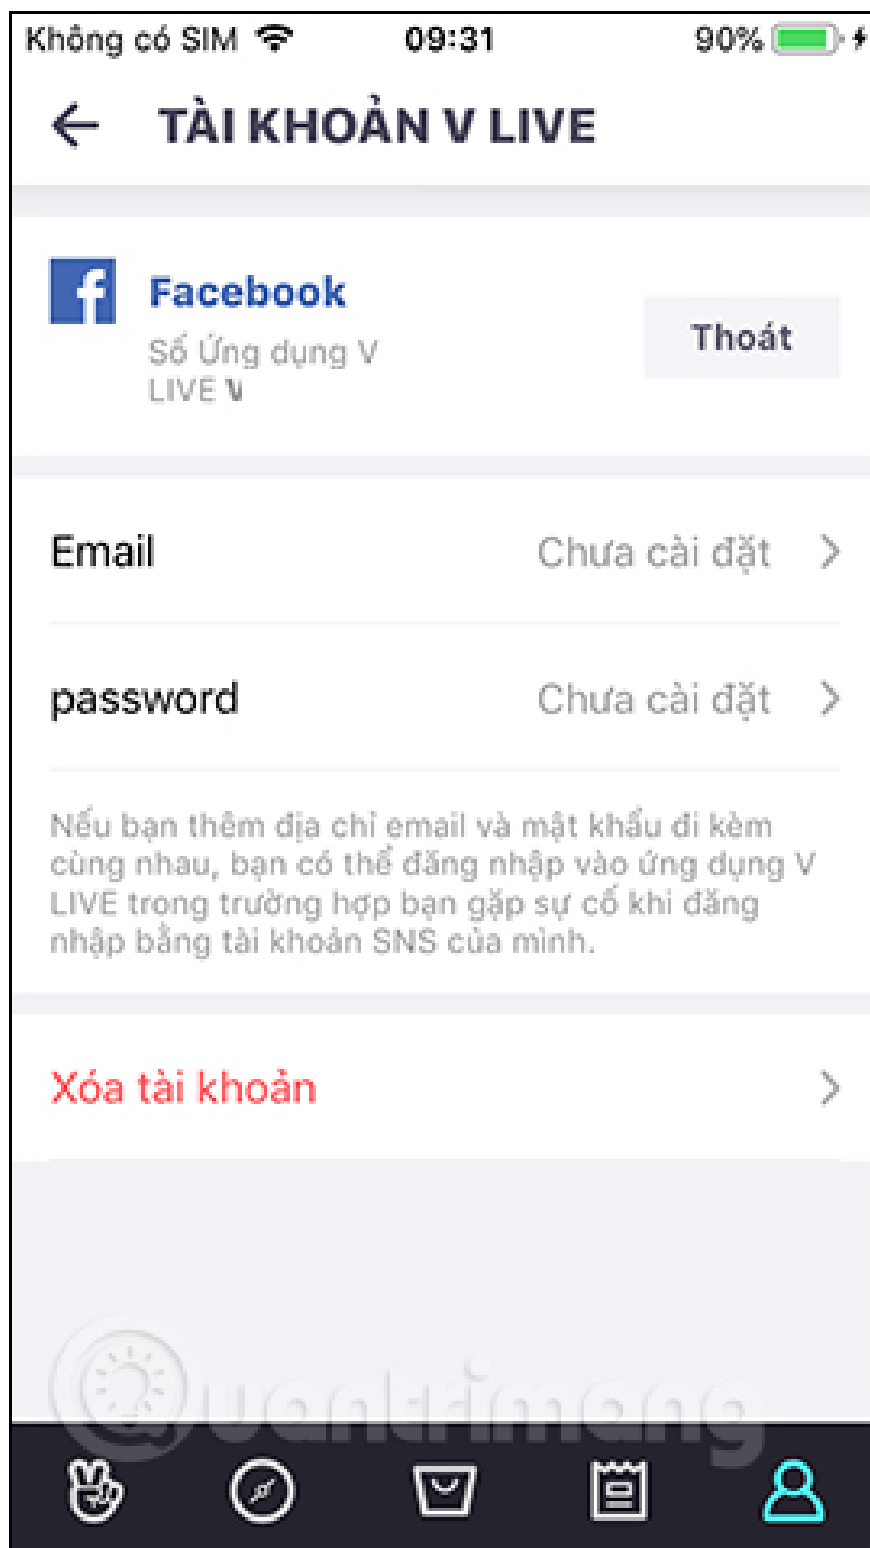 Không có SIM 09:31 90%
TÀI KHOẢN V LIVE
Facebook
Số Ứng dụng V
LIVE V
Thoát
Email Chưa cài đặt
password Chưa cài đặt
Nếu bạn thêm địa chỉ email và mật khẩu đi kèm
cùng nhau, bạn có thể đăng nhập vào ứng dụng V
LIVE trong trường hợp bạn gặp sự cố khi đăng
nhập bằng tài khoản SNS của mình.
Xóa tài khoản
Quantrimang